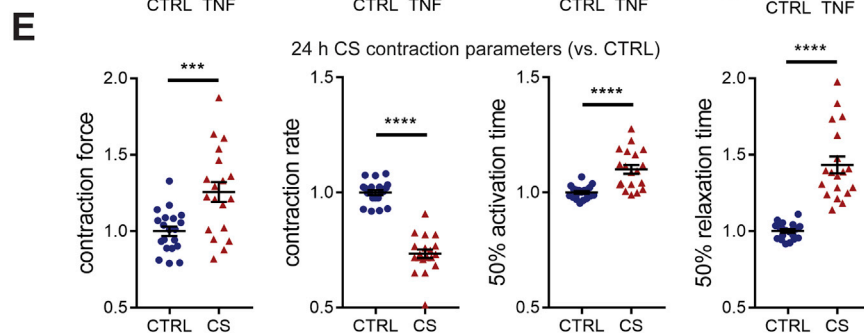 CTRL TNF CTRL TNF CTRL TNF CTRL TNF
E
24 h CS contraction parameters (vs. CTRL)
contraction force
2.0
1.5
1.0
0.5
***
CTRL CS
contraction rate
1.5
1.0
0.5
****
CTRL CS
50% activation time
1.5
1.0
0.5
****
CTRL CS
50% relaxation time
2.0
1.5
1.0
0.5
****
CTRL CS